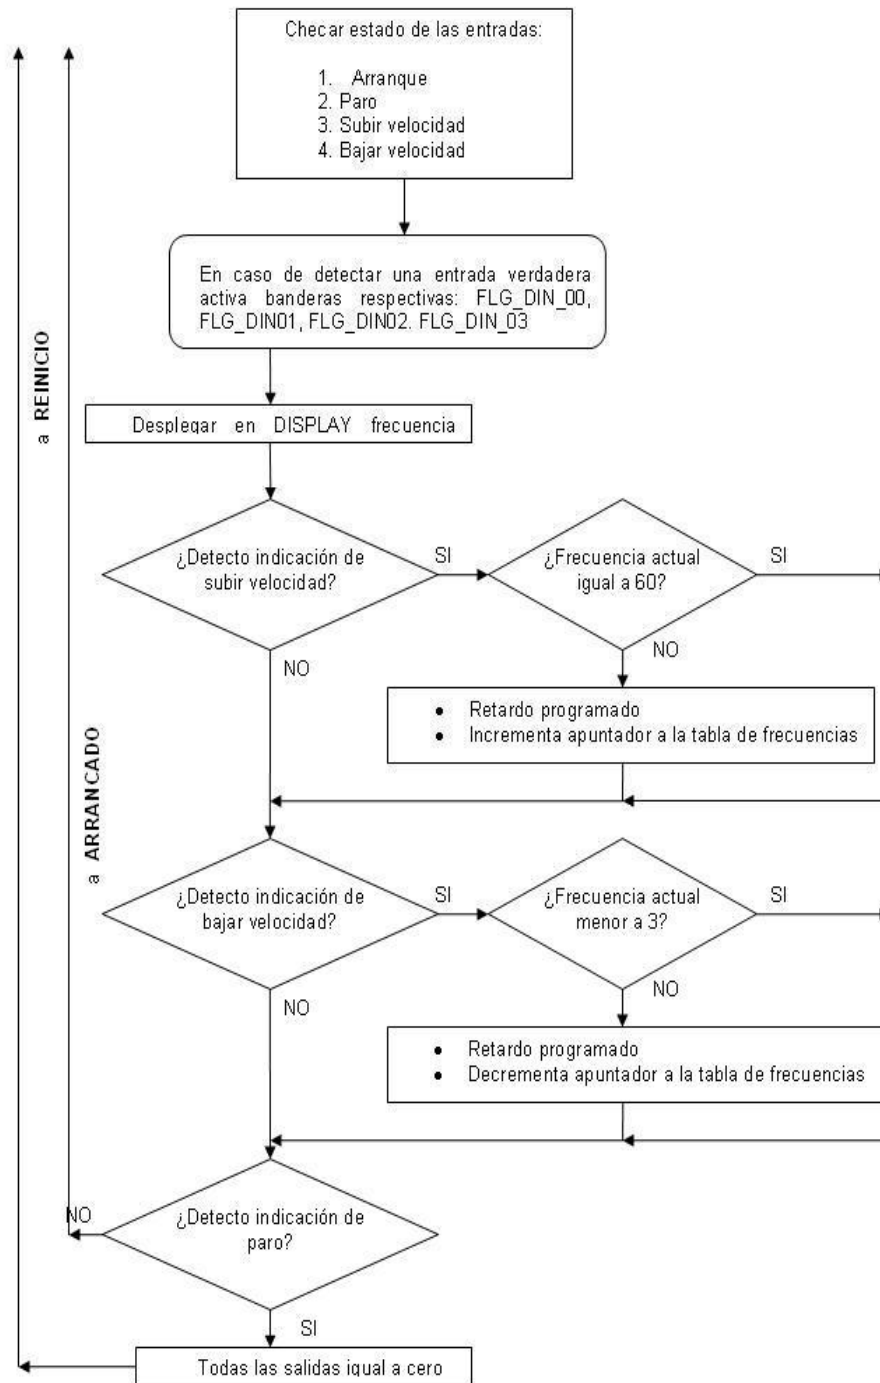 Checar estado de las entradas:
1. Arranque
2. Paro
3. Subir velocidad
4. Bajar velocidad
En caso de detectar una entrada verdadera
activa banderas respectivas: FLG_DIN_00,
FLG_DIN01, FLG_DIN02. FLG_DIN_03
a REINICIO
Desplegar en DISPLAY frecuencia
¿Detecto indicación de
subir velocidad?
SI
¿Frecuencia actual
igual a 60?
SI
NO
NO
• Retardo programado
• Incrementa apuntador a la tabla de frecuencias
a ARRANCADO
¿Detecto indicación de
bajar velocidad?
SI
¿Frecuencia actual
menor a 3?
SI
NO
NO
• Retardo programado
• Decrementa apuntador a la tabla de frecuencias
¿Detecto indicación de
paro?
NO
SI
Todas las salidas igual a cero